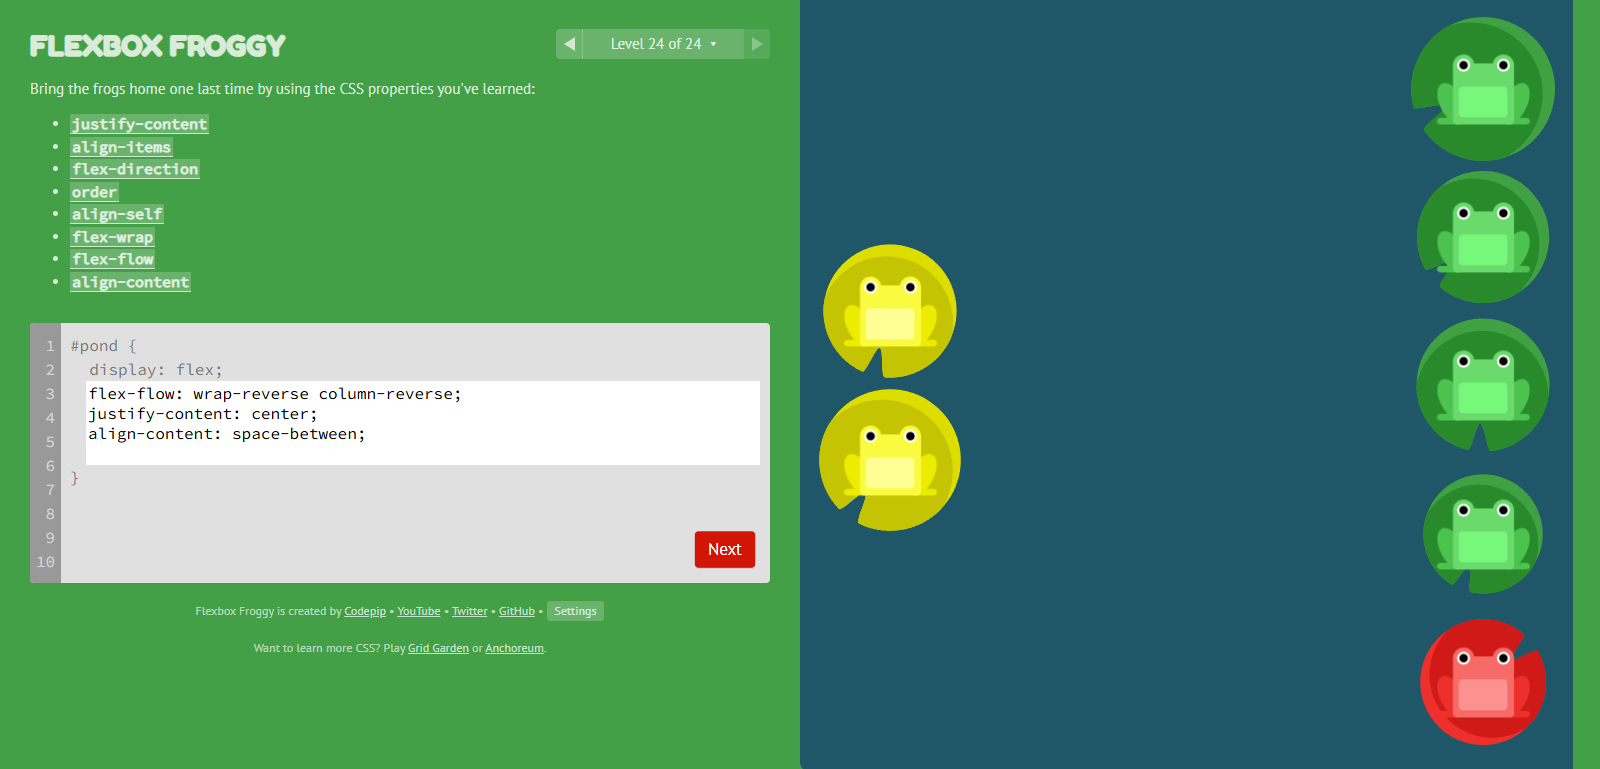 FLEXBOX FROGGY
◀ Level 24 of 24 ▾ ▶
Bring the frogs home one last time by using the CSS properties you've learned:
• justify-content
• align-items
• flex-direction
• order
• align-self
• flex-wrap
• flex-flow
• align-content
1 #pond {
2 display: flex;
3 flex-flow: wrap-reverse column-reverse;
4 justify-content: center;
5 align-content: space-between;
6 }
7
8
9
10
Next
Flexbox Froggy is created by Codepip • YouTube • Twitter • GitHub • Settings
Want to learn more CSS? Play Grid Garden or Anchoreum.